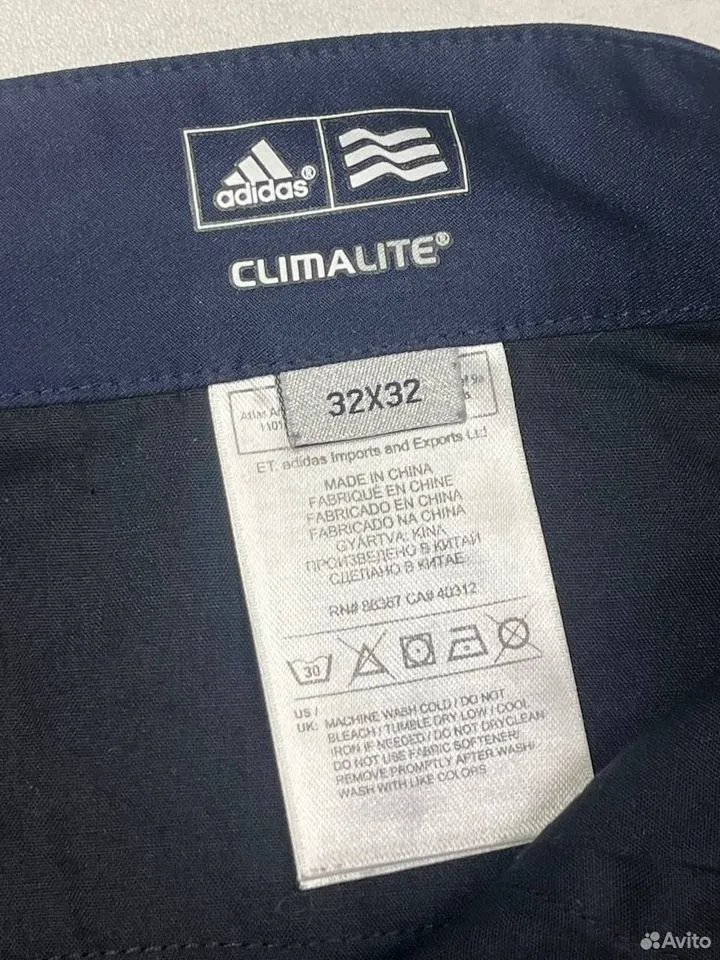 adidas®
CLIMALITE®
32X32
ET. adidas Imports and Exports Ltd
MADE IN CHINA
FABRIQUÉ EN CHINE
FABRICADO EN CHINA
FABRICADO NA CHINA
GYÁRTVA: KÍNA
ПРОИЗВЕДЕНО В КИТАЙ
СДЕЛАНО В КИТАЕ
RN# 88387 CA# 40312
30
US /
UK: MACHINE WASH COLD / DO NOT
BLEACH / TUMBLE DRY LOW / COOL
IRON IF NEEDED / DO NOT DRYCLEAN
DO NOT USE FABRIC SOFTENER/
REMOVE PROMPTLY AFTER WASH/
WASH WITH LIKE COLORS
Avito